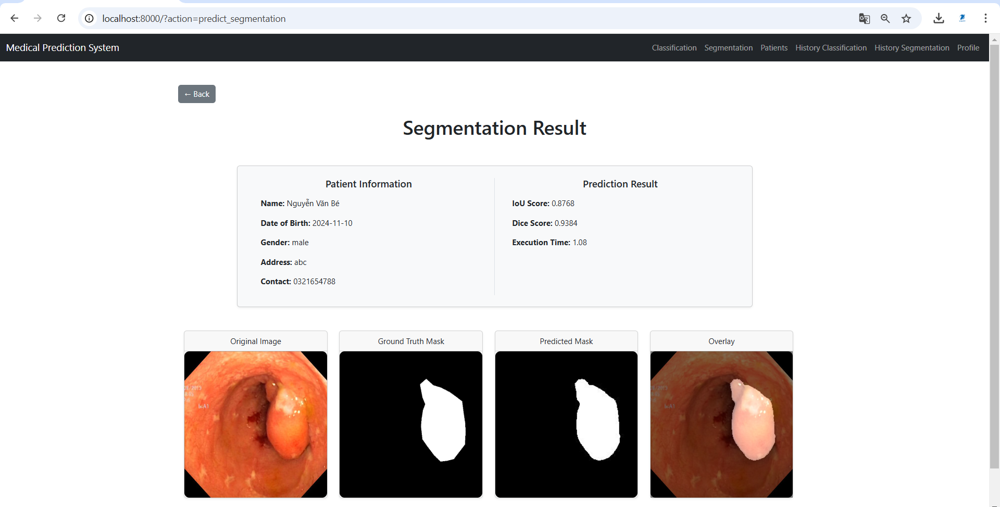 localhost:8000/?action=predict_segmentation
Medical Prediction System
Classification Segmentation Patients History Classification History Segmentation Profile
← Back
Segmentation Result
Patient Information
Name: Nguyễn Văn Bé
Date of Birth: 2024-11-10
Gender: male
Address: abc
Contact: 0321654788
Prediction Result
IoU Score: 0.8768
Dice Score: 0.9384
Execution Time: 1.08
Original Image
Ground Truth Mask
Predicted Mask
Overlay